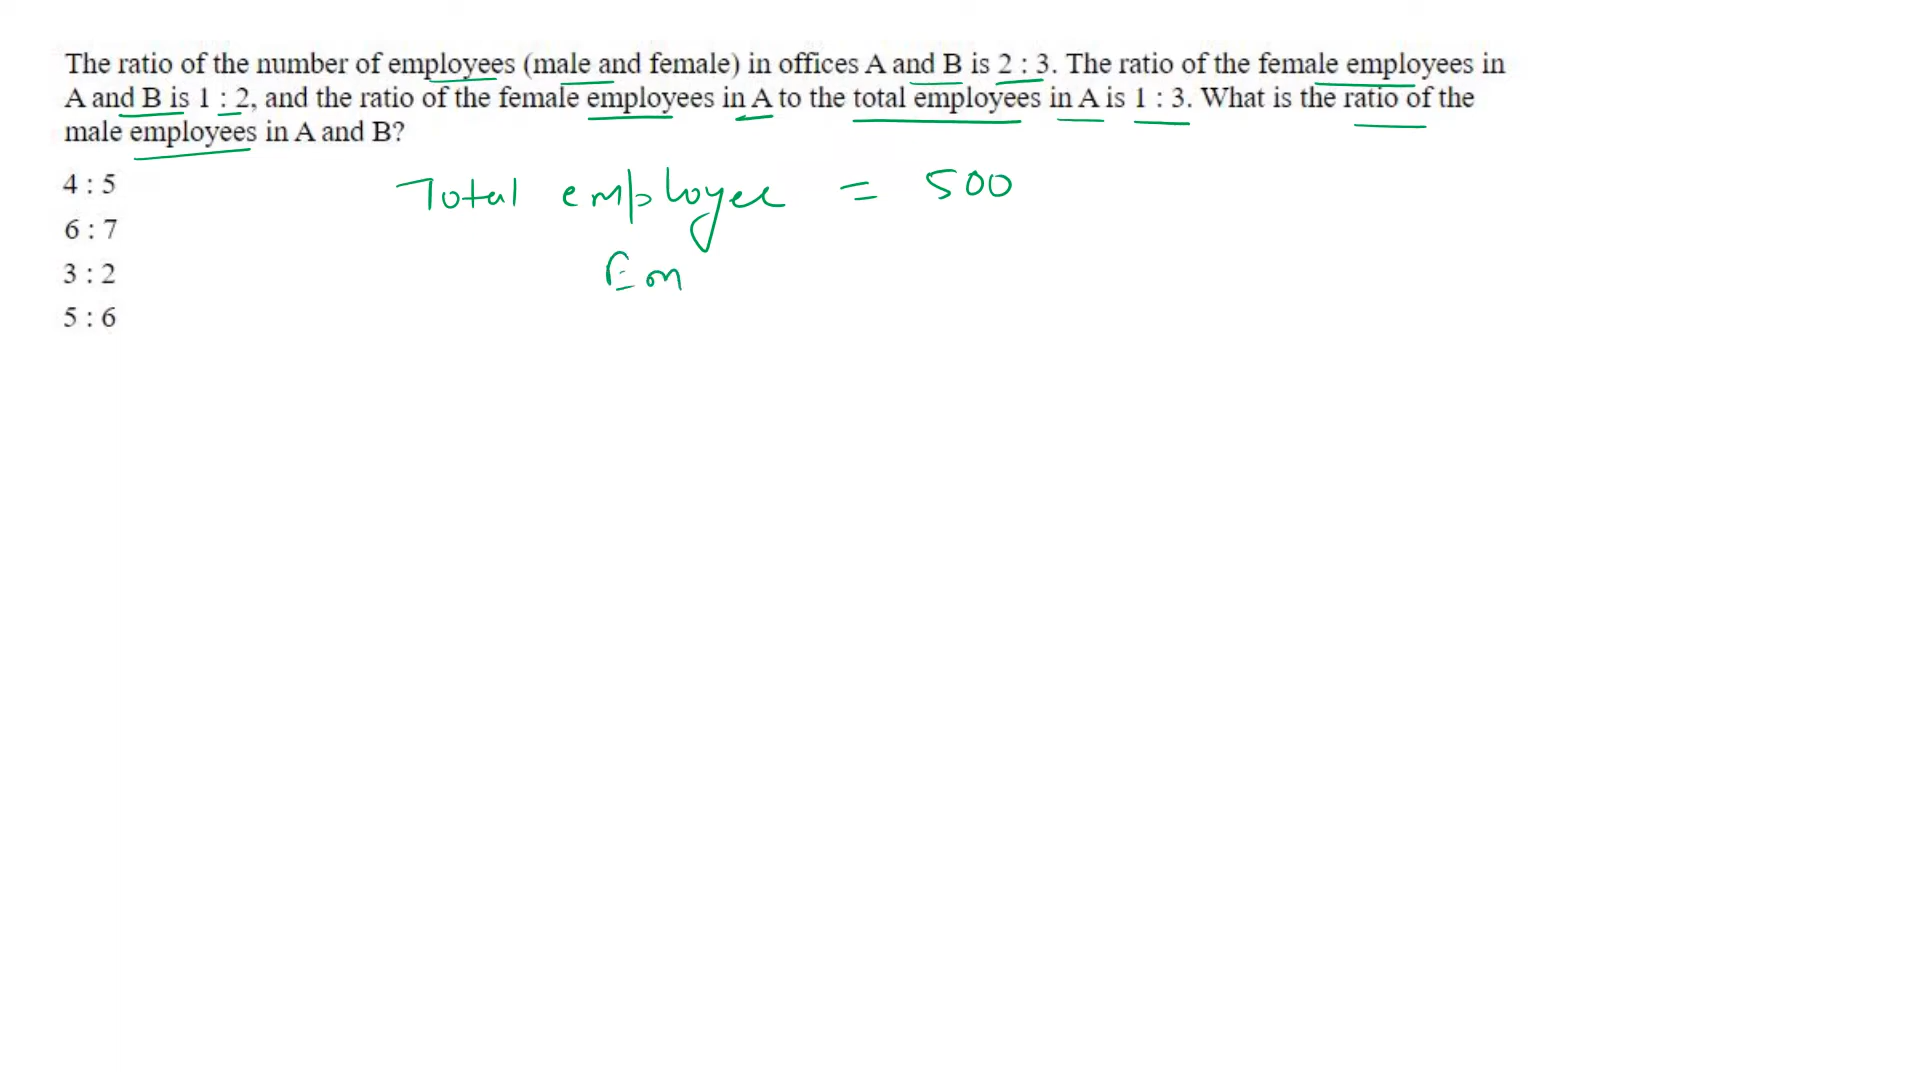 The ratio of the number of employees (male and female) in offices A and B is 2 : 3. The ratio of the female employees in
A and B is 1 : 2, and the ratio of the female employees in A to the total employees in A is 1 : 3. What is the ratio of the
male employees in A and B?
4 : 5
Total employee = 500
6 : 7
Em
3 : 2
5 : 6